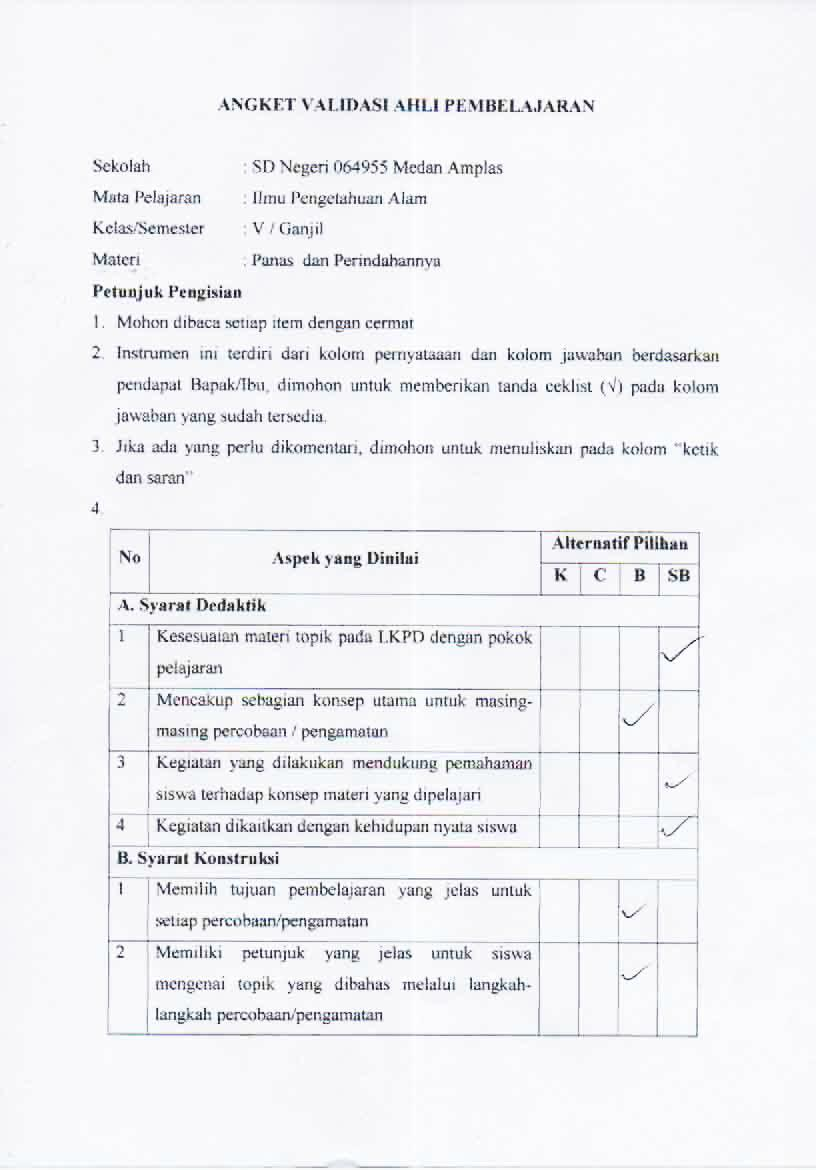 ANGKET VALIDASI AHLI PEMBELAJARAN
Sekolah : SD Negeri 064955 Medan Amplas
Mata Pelajaran : Ilmu Pengetahuan Alam
Kelas/Semester : V / Ganjil
Materi : Panas dan Perindahannya
Petunjuk Pengisian
1. Mohon dibaca setiap item dengan cermat
2. Instrumen ini terdiri dari kolom pernyataaan dan kolom jawaban berdasarkan
pendapat Bapak/Ibu, dimohon untuk memberikan tanda ceklist (√) pada kolom
jawaban yang sudah tersedia.
3. Jika ada yang perlu dikomentari, dimohon untuk menuliskan pada kolom “ketik
dan saran”
4.
No Aspek yang Dinilai Alternatif Pilihan
K C B SB
A. Syarat Dedaktik
1 Kesesuaian materi topik pada LKPD dengan pokok
pelajaran ✓
2 Mencakup sebagian konsep utama untuk masing-
masing percobaan / pengamatan ✓
3 Kegiatan yang dilakukan mendukung pemahaman
siswa terhadap konsep materi yang dipelajari ✓
4 Kegiatan dikaitkan dengan kehidupan nyata siswa ✓
B. Syarat Konstruksi
1 Memilih tujuan pembelajaran yang jelas untuk
setiap percobaan/pengamatan ✓
2 Memiliki petunjuk yang jelas untuk siswa
mengenai topik yang dibahas melalui langkah- ✓
langkah percobaan/pengamatan